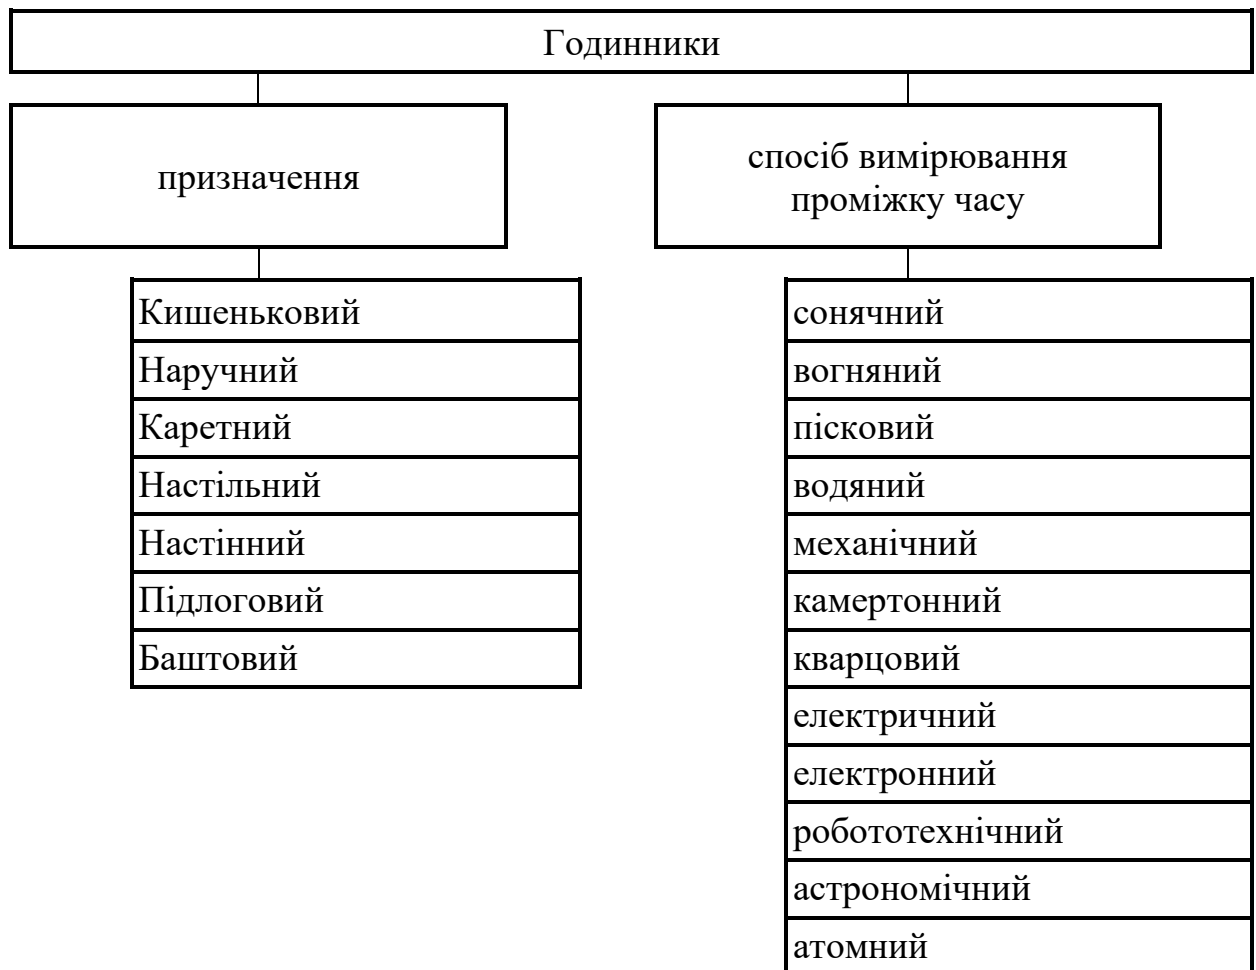 Годинники
призначення
спосіб вимірювання
проміжку часу
Кишеньковий
Наручний
Каретний
Настільний
Настінний
Підлоговий
Баштовий
сонячний
вогняний
пісковий
водяний
механічний
камертонний
кварцовий
електричний
електронний
робототехнічний
астрономічний
атомний